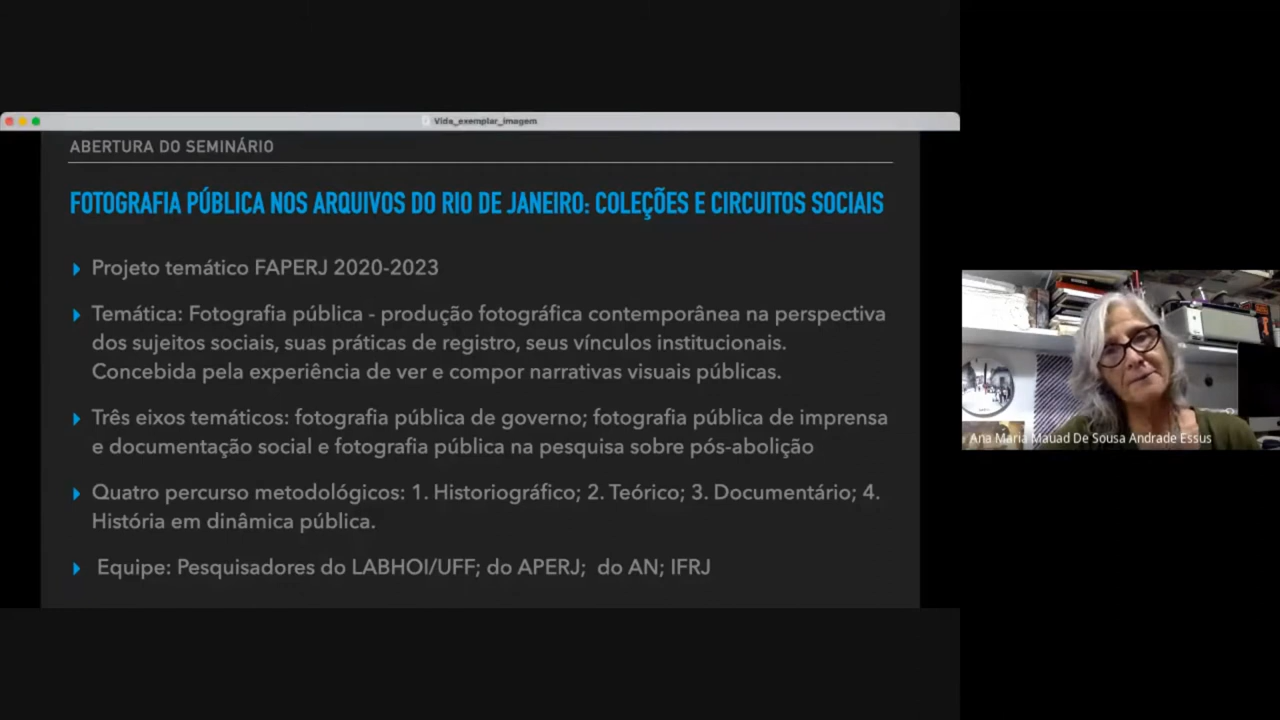 Vida_exemplar_imagem
ABERTURA DO SEMINÁRIO
FOTOGRAFIA PÚBLICA NOS ARQUIVOS DO RIO DE JANEIRO: COLEÇÕES E CIRCUITOS SOCIAIS
Projeto temático FAPERJ 2020-2023
Temática: Fotografia pública - produção fotográfica contemporânea na perspectiva
dos sujeitos sociais, suas práticas de registro, seus vínculos institucionais.
Concebida pela experiência de ver e compor narrativas visuais públicas.
Três eixos temáticos: fotografia pública de governo; fotografia pública de imprensa
e documentação social e fotografia pública na pesquisa sobre pós-abolição
Quatro percurso metodológicos: 1. Historiográfico; 2. Teórico; 3. Documentário; 4.
História em dinâmica pública.
Equipe: Pesquisadores do LABHOI/UFF; do APERJ; do AN; IFRJ
Ana Maria Mauad De Sousa Andrade Essus